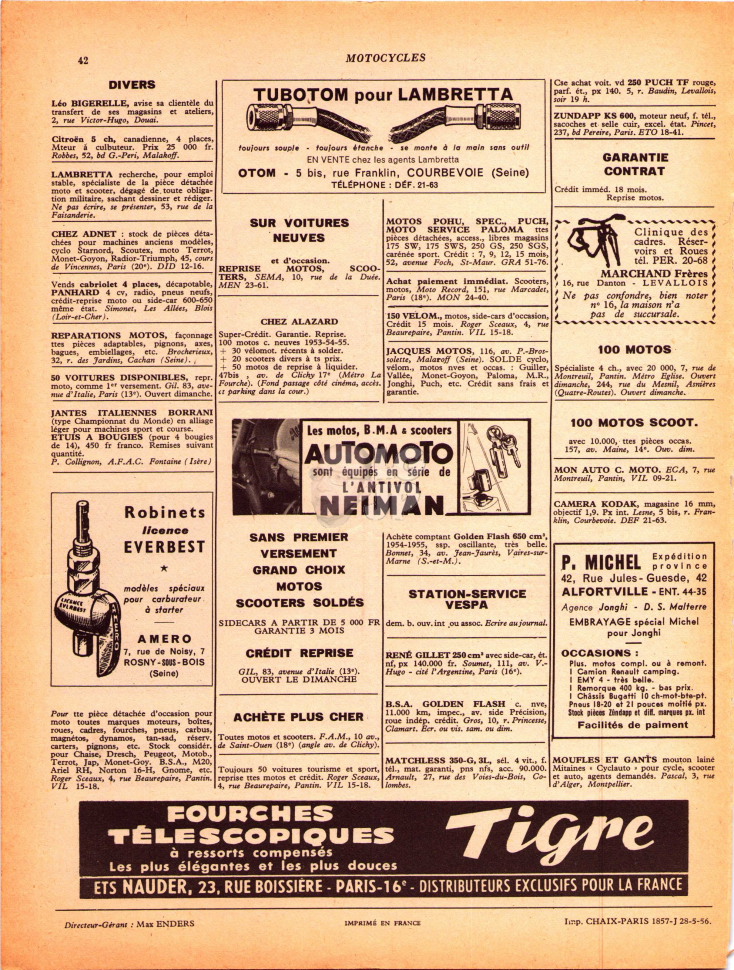 42
MOTOCYCLES
DIVERS
Léo BIGERELLE, avise sa clientèle du
transfert de ses magasins et ateliers,
2, rue Victor-Hugo, Douai.
Citroën 5 ch, canadienne, 4 places,
Mteur à culbuteur. Prix 25 000 fr.
Robbes, 52, bd G.-Peri, Malakoff.
LAMBRETTA recherche, pour emploi
stable, spécialiste de la pièce détachée
moto et scooter, dégagé de toute obliga-
tion militaire, sachant dessiner et rédiger.
Ne pas écrire, se présenter, 53, rue de la
Faisanderie.
CHEZ ADNET : stock de pièces déta-
chées pour machines anciens modèles,
cyclo Starnord, Scoutex, moto Terrot,
Monet-Goyon, Radior-Triumph, 45, cours
de Vincennes, Paris (20e). DID 12-16.
Vends cabriolet 4 places, décapotable,
PANHARD 4 cv, radio, pneus neufs,
crédit-reprise moto ou side-car 600-650
même état. Simonet, Les Allées, Blois
(Loir-et-Cher).
REPARATIONS MOTOS, façonnage
ttes pièces adaptables, pignons, axes,
bagues, embiellages, etc. Brocherieux,
32, r. des Jardins, Cachan (Seine).
50 VOITURES DISPONIBLES, repr.
moto, comme 1er versement. Gil. 83, ave-
nue d'Italie, Paris (13e). Ouvert dimanche.
JANTES ITALIENNES BORRANI
(type Championnat du Monde) en alliage
léger pour machines sport et course.
ETUIS A BOUGIES (pour 4 bougies
de 14), 450 fr franco. Remises suivant
quantité.
P. Collignon, A.F.A.C. Fontaine (Isère)
Robinets
licence
EVERBEST
★
modèles spéciaux
pour carburateur
à starter
LICENCE
EVERBEST
AMERO
AMERO
7, rue de Noisy, 7
ROSNY-SOUS-BOIS
(Seine)
Pour tte pièce détachée d'occasion pour
moto toutes marques moteurs, boîtes,
roues, cadres, fourches, pneus, carbus,
magnétos, dynamos, tan-sad, réserv.
carters, pignons, etc. Stock considér.
pour Chaise, Dresch, Peugeot, Motob.,
Terrot, Jap, Monet-Goy. B.S.A., M20,
Ariel RH, Norton 16-H, Gnome, etc.
Roger Sceaux, 4, rue Beaurepaire, Pantin.
VIL 15-18.
TUBOTOM pour LAMBRETTA
toujours souple - toujours étanche - se monte à la main sans outil
EN VENTE chez les agents Lambretta
OTOM - 5 bis, rue Franklin, COURBEVOIE (Seine)
TÉLÉPHONE : DÉF. 21-63
SUR VOITURES
NEUVES
et d'occasion.
REPRISE MOTOS, SCOO-
TERS, SEMA, 10, rue de la Duée.
MEN 23-61.
CHEZ ALAZARD
Super-Crédit. Garantie. Reprise.
100 motos c. neuves 1953-54-55.
+ 30 vélomot. récents à solder.
+ 20 scooters divers à ts prix.
+ 50 motos de reprise à liquider.
47bis , av. de Clichy 17e (Métro La
Fourche). (Fond passage côté cinéma, accès.
et parking dans la cour.)
MOTOS POHU, SPEC., PUCH,
MOTO SERVICE PALOMA ttes
pièces détachées, access., libres magasins
175 SW, 175 SWS, 250 GS, 250 SGS,
carénée sport. Crédit : 7, 9, 12, 15 mois,
52, avenue Foch, St-Maur. GRA 51-76.
Achat paiement immédiat. Scooters,
motos, Moto Record, 151, rue Marcadet,
Paris (18e). MON 24-40.
150 VELOM., motos, side-cars d'occasion,
Crédit 15 mois. Roger Sceaux, 4, rue
Beaurepaire, Pantin. VIL 15-18.
JACQUES MOTOS, 116, av. P.-Bros-
solette, Malakoff (Seine). SOLDE cyclo,
vélom., motos nves et occas. : Guiller,
Vallée, Monet-Goyon, Paloma, M.R.,
Jonghi, Puch, etc. Crédit sans frais et
garantie.
Les motos, B.M.A & scooters
AUTOMOTO
sont équipés en série de
L'ANTIVOL
NEIMAN
SANS PREMIER
VERSEMENT
GRAND CHOIX
MOTOS
SCOOTERS SOLDÉS
SIDECARS A PARTIR DE 5 000 FR
GARANTIE 3 MOIS
CRÉDIT REPRISE
GIL, 83, avenue d'Italie (13e).
OUVERT LE DIMANCHE
ACHÈTE PLUS CHER
Toutes motos et scooters. F.A.M., 10 av.,
de Saint-Ouen (18e) (angle av. de Clichy).
Toujours 50 voitures tourisme et sport,
reprise ttes motos et crédit. Roger Sceaux,
4, rue Beaurepaire, Pantin. VIL 15-18.
Achète comptant Golden Flash 650 cm3,
1954-1955, ssp. oscillante, très belle.
Bonnet, 34, av. Jean-Jaurès, Vaires-sur-
Marne (S.-et-M.).
STATION-SERVICE
VESPA
dem. b. ouv. int ou assoc. Ecrire au journal.
RENÉ GILLET 250 cm3 avec side-car, ét.
nf, px 140.000 fr. Soumet, 111, av. V.-
Hugo - cité l'Argentine, Paris (16e).
B.S.A. GOLDEN FLASH c. nve,
11.000 km, impec., av. side Précision,
roue indép. crédit. Gros, 10, r. Princesse,
Clamart. Ecr. ou vis. sam. ou dim.
MATCHLESS 350-G, 3L, sél. 4 vit., f.
tél., mat. garanti, pns nfs, acc. 90.000.
Arnault, 27, rue des Voies-du-Bois, Co-
lombes.
Cse achat voit. vd 250 PUCH TF rouge,
parf. ét., px 140. 5, r. Baudin, Levallois,
soir 19 h.
ZUNDAPP KS 600, moteur neuf, f. tél.,
sacoches et selle cuir, excel. état. Pincet,
237, bd Pereire, Paris. ETO 18-41.
GARANTIE
CONTRAT
Crédit imméd. 18 mois.
Reprise motos.
Clinique des
cadres. Réser-
voirs et Roues
tél. PER. 20-68
MARCHAND Frères
16, rue Danton - LEVALLOIS
Ne pas confondre, bien noter
n° 16, la maison n'a
pas de succursale.
100 MOTOS
Spécialiste 4 ch., avec 20 000, 7, rue de
Montreuil, Pantin. Métro Eglise. Ouvert
dimanche, 244, rue du Mesnil, Asnières
(Quatre-Routes). Ouvert dimanche.
100 MOTOS SCOOT.
avec 10.000, ttes pièces occas.
157, av. Maine, 14e. Ouv. dim.
MON AUTO C. MOTO. ECA, 7, rue
Montreuil, Pantin, VIL 09-21.
CAMERA KODAK, magasine 16 mm,
objectif 1,9. Px int. Lesne, 5 bis, r. Fran-
klin, Courbevoie. DEF 21-63.
P. MICHEL Expédition
province
42, Rue Jules-Guesde, 42
ALFORTVILLE - ENT. 44-35
Agence Jonghi - D. S. Malterre
EMBRAYAGE spécial Michel
pour Jonghi
OCCASIONS :
Plus. motos compl. ou à remont.
1 Camion Renault camping.
1 EMY 4 - très belle.
1 Remorque 400 kg. - bas prix.
1 Châssis Bugatti 10 ch-mot-bte-pt.
Pneus 18-20 et 21 pouces moitié px.
Stock pièces Zündapp et diff. marques px. int
Facilités de paiement
MOUFLES ET GANTS mouton lainé
Mitaines « Cyclauto » pour cycle, scooter
et auto, agents demandés. Pascal, 3, rue
d'Alger, Montpellier.
FOURCHES
TÉLESCOPIQUES
à ressorts compensés
Les plus élégantes et les plus douces
Tigre
ETS NAUDER, 23, RUE BOISSIÈRE - PARIS-16e - DISTRIBUTEURS EXCLUSIFS POUR LA FRANCE
Directeur-Gérant : Max ENDERS
IMPRIMÉ EN FRANCE
Imp. CHAIX-PARIS 1857-J 28-5-56.